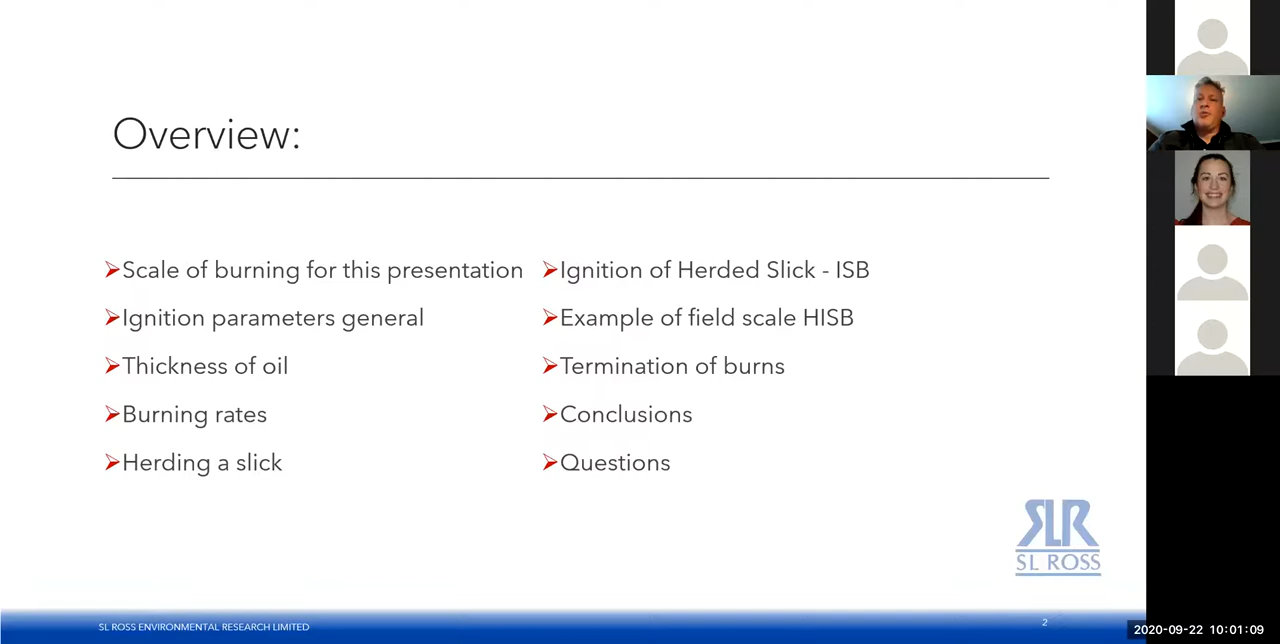 Overview:
Scale of burning for this presentation
Ignition parameters general
Thickness of oil
Burning rates
Herding a slick
Ignition of Herded Slick - ISB
Example of field scale HISB
Termination of burns
Conclusions
Questions
SLR
SL ROSS
SL ROSS ENVIRONMENTAL RESEARCH LIMITED
2
2020-09-22 10:01:09